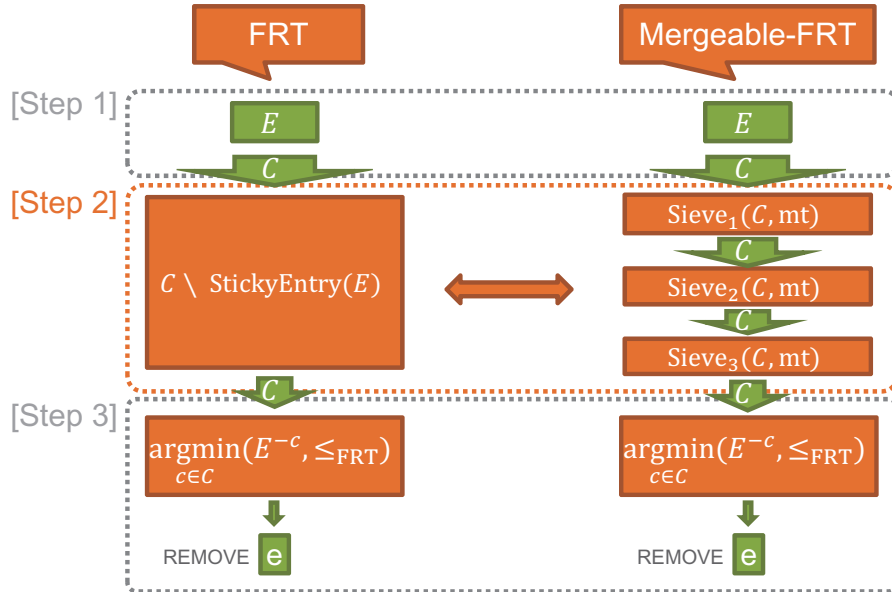 FRT
Mergeable-FRT
[Step 1]
E
E
C
C
[Step 2]
C \ StickyEntry(E)
Sieve₁(C, mt)
C
Sieve₂(C, mt)
C
Sieve₃(C, mt)
C
C
[Step 3]
argmin(E⁻ᶜ, ≤FRT)
c∈C
argmin(E⁻ᶜ, ≤FRT)
c∈C
REMOVE e
REMOVE e